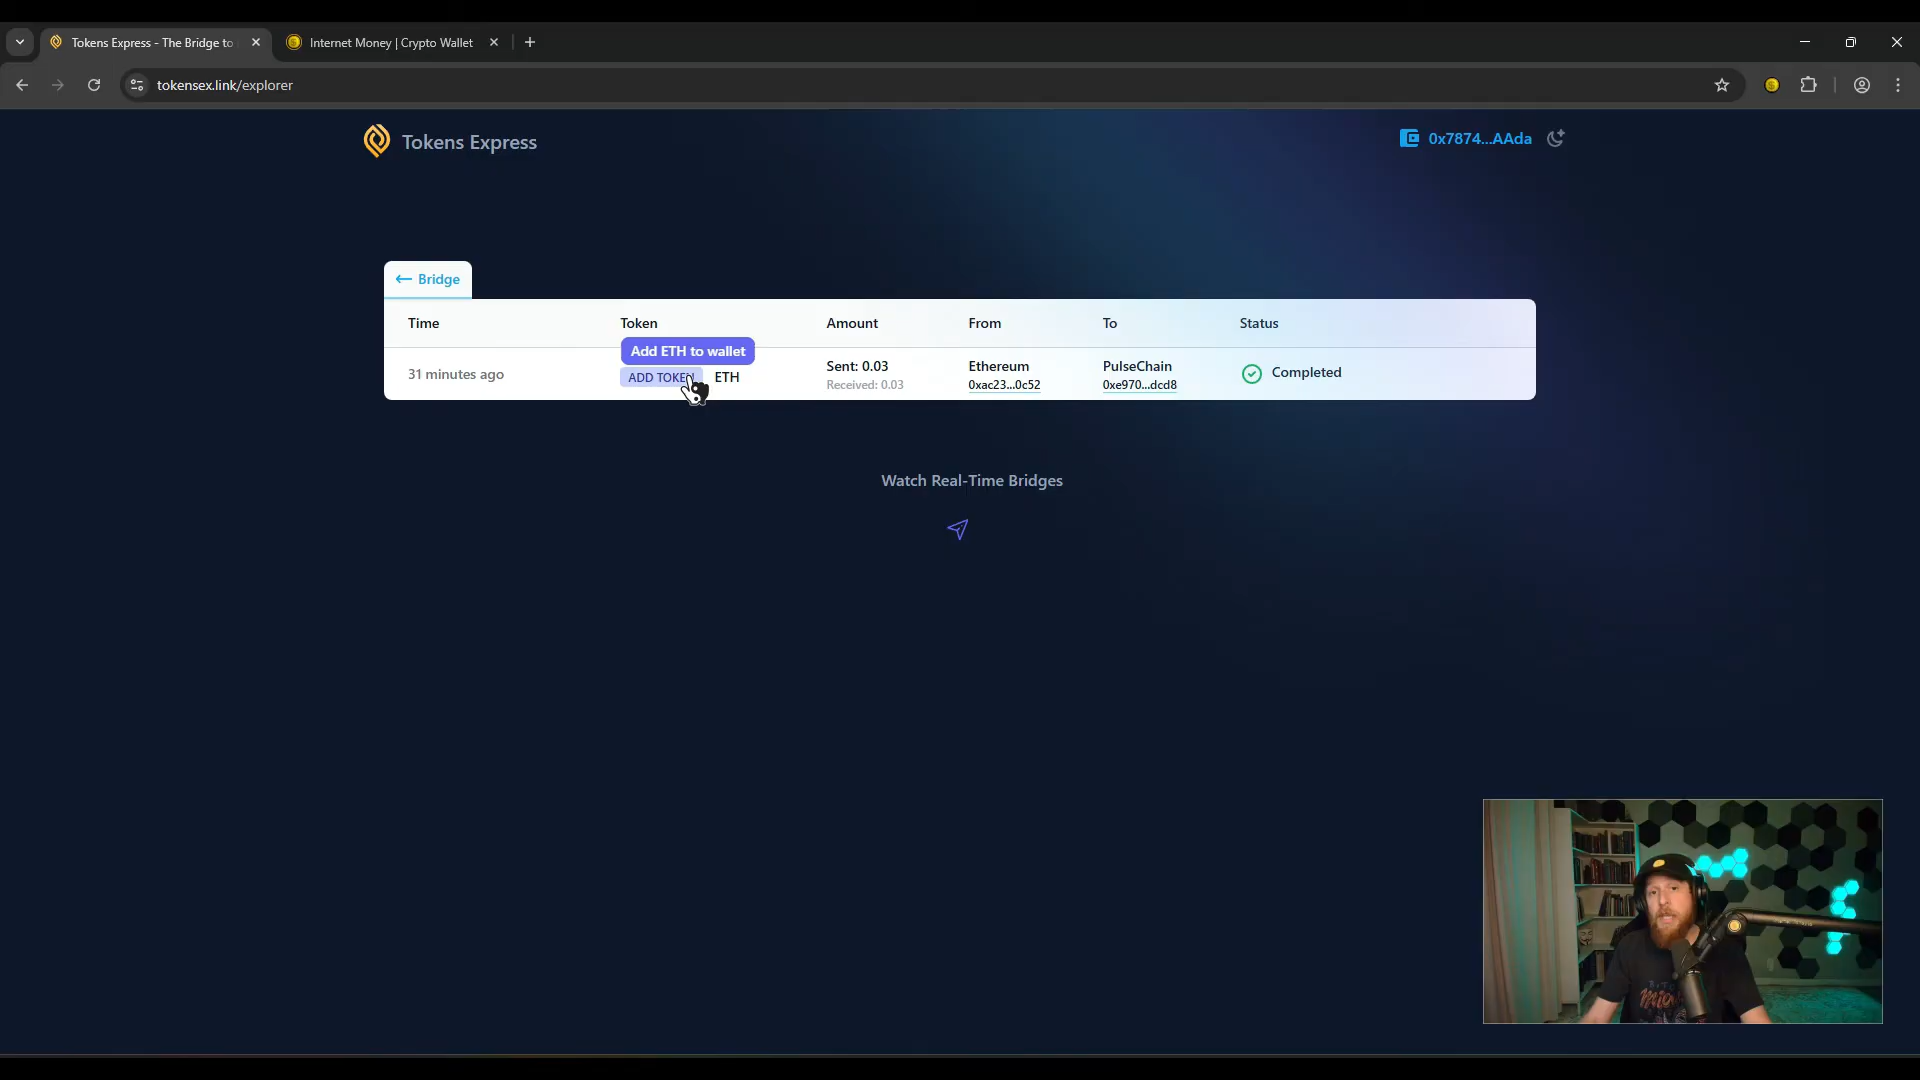 Tokens Express - The Bridge to
Internet Money | Crypto Wallet
tokensex.link/explorer
Tokens Express
0x7874...AAda
Bridge
Time Token Amount From To Status
Add ETH to wallet
31 minutes ago ADD TOKEN ETH Sent: 0.03 Ethereum PulseChain Completed
Received: 0.03 0xac23...0c52 0xe970...dcd8
Watch Real-Time Bridges